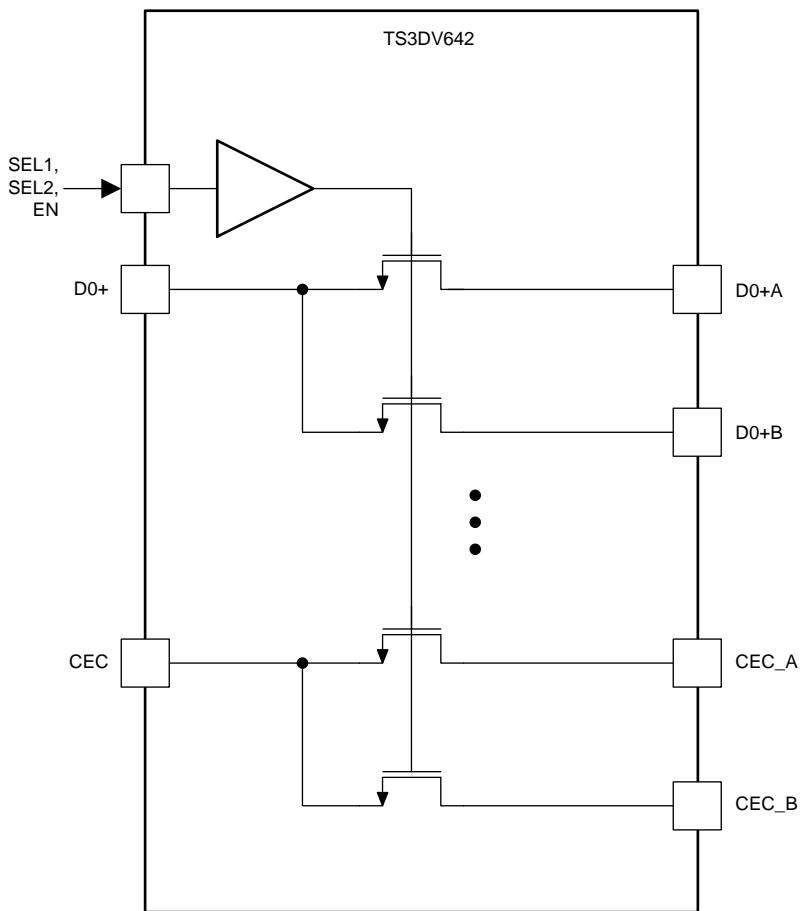 TS3DV642
SEL1,
SEL2,
EN
D0+
D0+A
D0+B
CEC
CEC_A
CEC_B